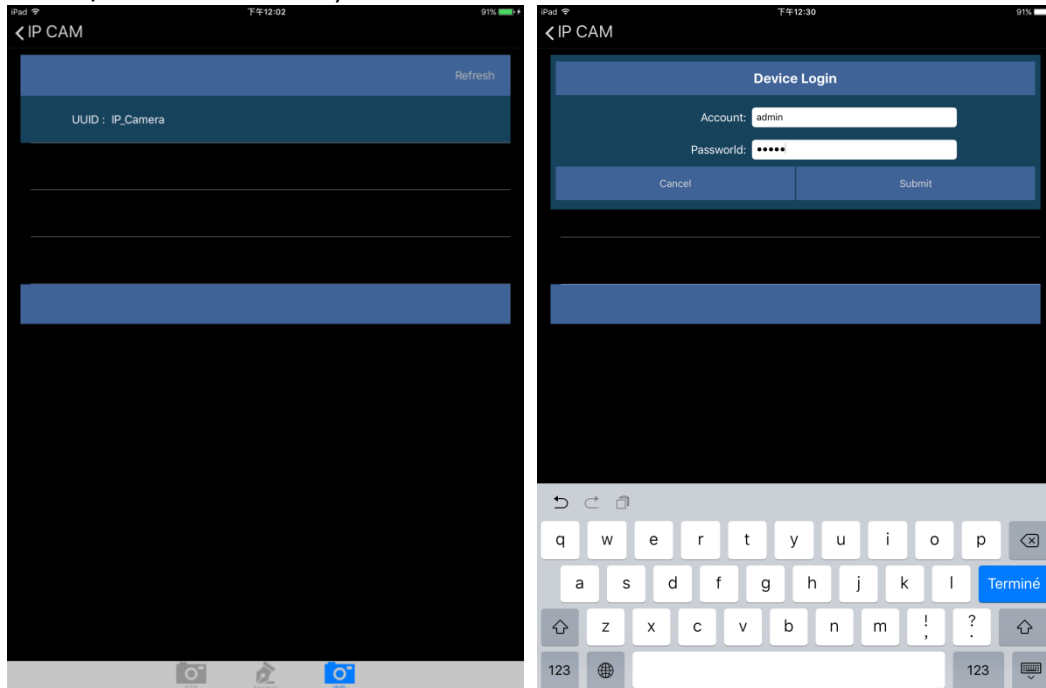 iPad 下午12:02 91%
IP CAM
Refresh
UUID : IP_Camera
iPad 下午12:30 91%
IP CAM
Device Login
Account: admin
Passworld: •••••
Cancel Submit
q w e r t y u i o p
a s d f g h j k l Terminé
z x c v b n m ! , ? .
123 123